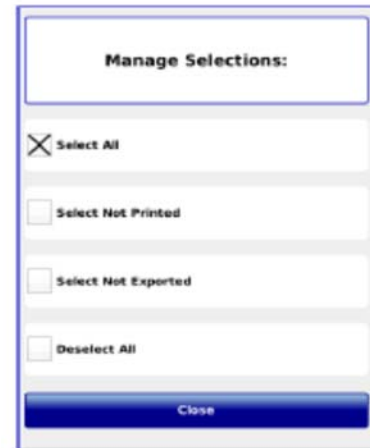 Manage Selections:
Select All
Select Not Printed
Select Not Exported
Deselect All
Close